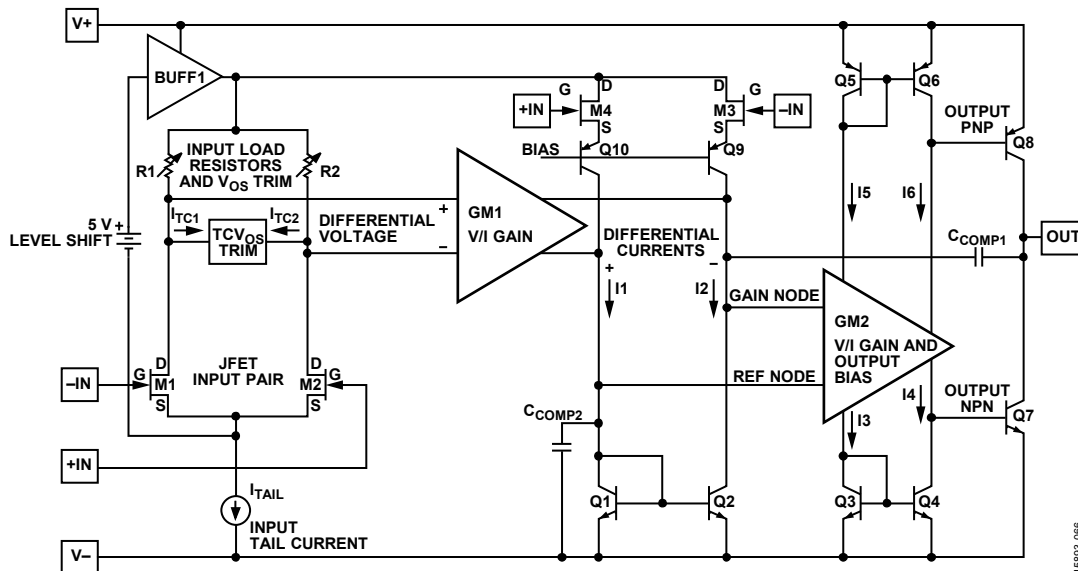 V+
BUFF1
D
G
M4
+IN
S
D
G
M3
–IN
S
Q5
Q6
OUTPUT
PNP
Q8
INPUT LOAD
RESISTORS
AND VOS TRIM
R1
R2
BIAS
Q10
Q9
I5
I6
5 V
+
LEVEL SHIFT
ITC1
ITC2
TCVOS
TRIM
DIFFERENTIAL
VOLTAGE
+
–
GM1
V/I GAIN
DIFFERENTIAL
CURRENTS
+
–
I1
I2
CCOMP1
OUT
GAIN NODE
GM2
V/I GAIN AND
OUTPUT
BIAS
REF NODE
–IN
G
D
M1
S
JFET
INPUT PAIR
D
M2
G
S
+IN
CCOMP2
I3
I4
OUTPUT
NPN
Q7
ITAIL
INPUT
TAIL CURRENT
Q1
Q2
Q3
Q4
V–
15803-066